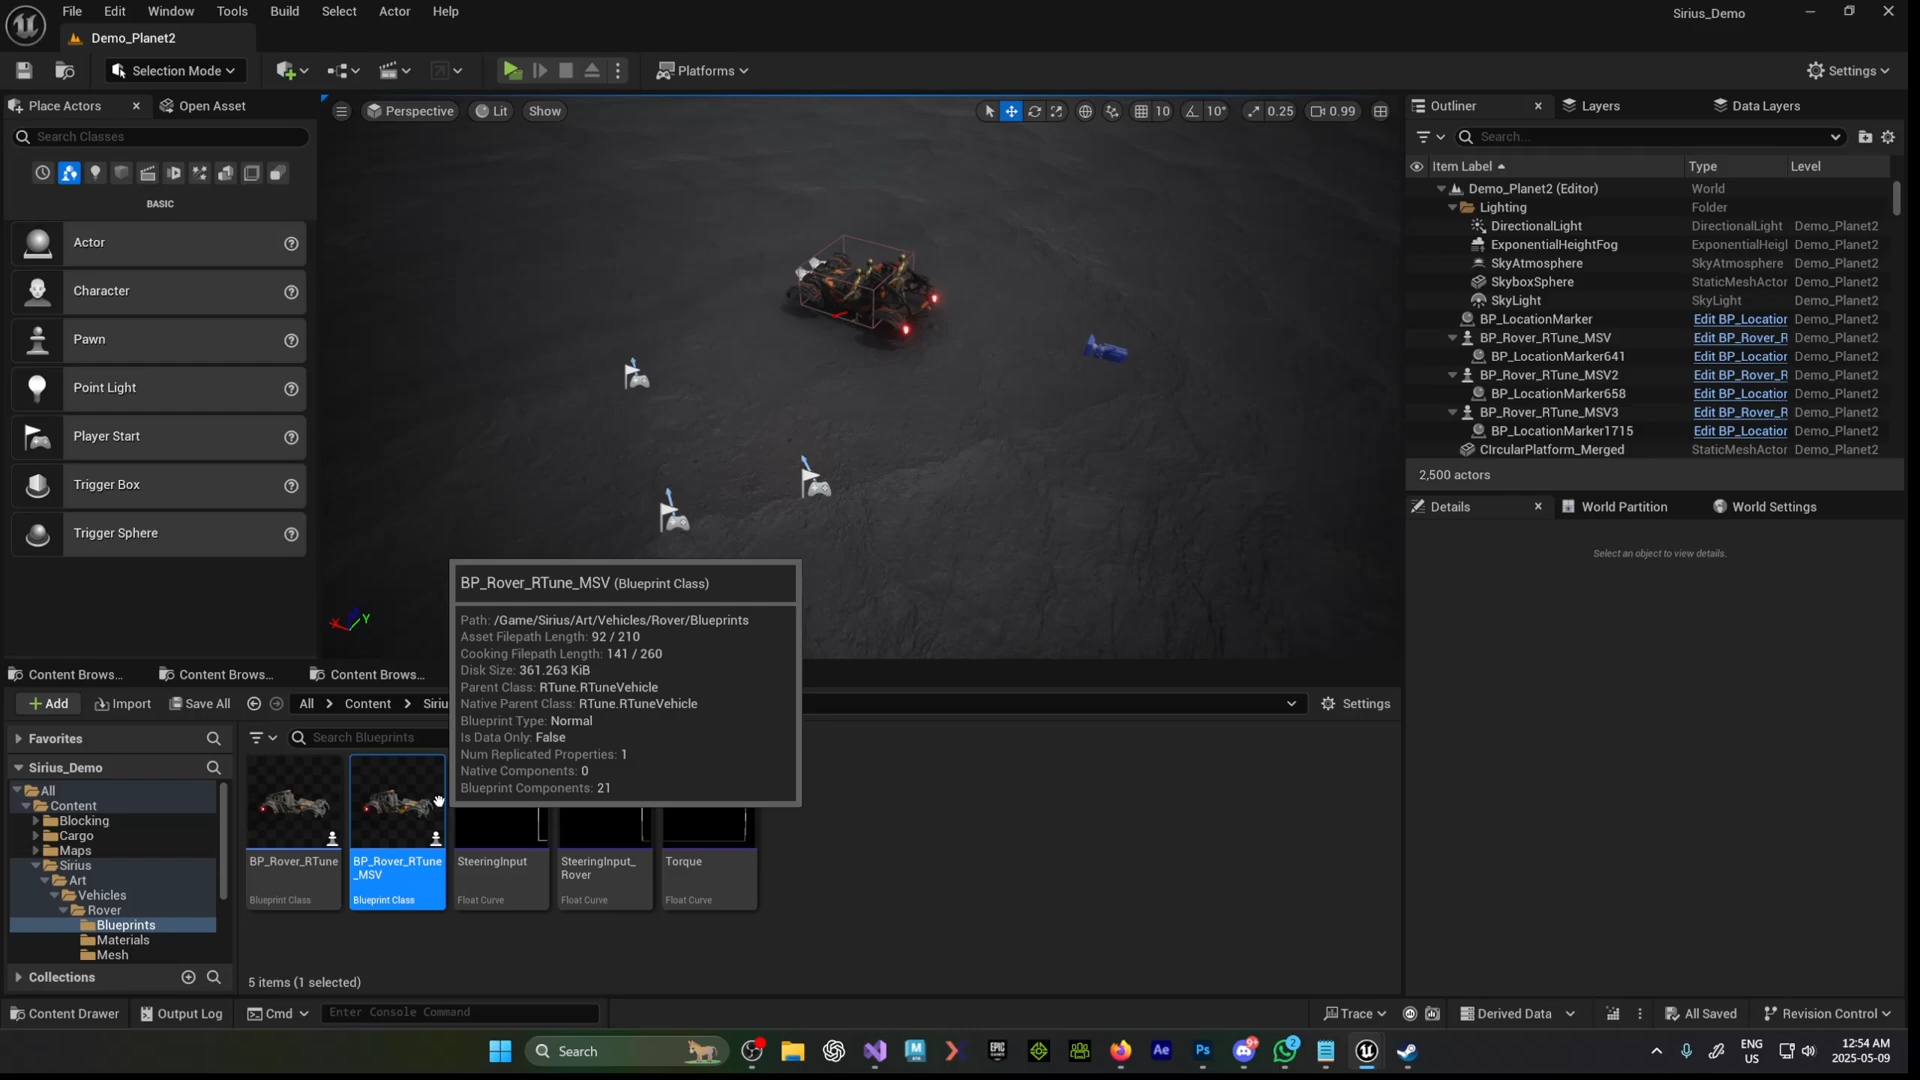 File Edit Window Tools Build Select Actor Help
Sirius_Demo
Demo_Planet2
Selection Mode
Platforms
Settings
Place Actors
Open Asset
Search Classes
BASIC
Actor
Character
Pawn
Point Light
Player Start
Trigger Box
Trigger Sphere
Perspective Lit Show
10 10° 0.25 0.99
X Y
Outliner Layers Data Layers
Search...
Item Label Type Level
Demo_Planet2 (Editor) World
Lighting Folder
DirectionalLight DirectionalLight Demo_Planet2
ExponentialHeightFog ExponentialHeigl Demo_Planet2
SkyAtmosphere SkyAtmosphere Demo_Planet2
SkyboxSphere StaticMeshActor Demo_Planet2
SkyLight SkyLight Demo_Planet2
BP_LocationMarker Edit BP_Location Demo_Planet2
BP_Rover_RTune_MSV Edit BP_Rover_R Demo_Planet2
BP_LocationMarker641 Edit BP_Location Demo_Planet2
BP_Rover_RTune_MSV2 Edit BP_Rover_R Demo_Planet2
BP_LocationMarker658 Edit BP_Location Demo_Planet2
BP_Rover_RTune_MSV3 Edit BP_Rover_R Demo_Planet2
BP_LocationMarker1715 Edit BP_Location Demo_Planet2
CIrcularPlatform_Merged StaticMeshActor Demo_Planet2
2,500 actors
Details World Partition World Settings
Select an object to view details.
BP_Rover_RTune_MSV (Blueprint Class)
Path: /Game/Sirius/Art/Vehicles/Rover/Blueprints
Asset Filepath Length: 92 / 210
Cooking Filepath Length: 141 / 260
Disk Size: 361.263 KiB
Parent Class: RTune.RTuneVehicle
Native Parent Class: RTune.RTuneVehicle
Blueprint Type: Normal
Is Data Only: False
Num Replicated Properties: 1
Native Components: 0
Blueprint Components: 21
Content Brows... Content Brows... Content Brows...
Add Import Save All All Content Siriu Settings
Favorites
Search Blueprints
Sirius_Demo
All
Content
Blocking
Cargo
Maps
Sirius
Art
Vehicles
Rover
Blueprints
Materials
Mesh
Collections
BP_Rover_RTune
Blueprint Class
BP_Rover_RTune
_MSV
Blueprint Class
SteeringInput
Float Curve
SteeringInput_
Rover
Float Curve
Torque
Float Curve
5 items (1 selected)
Content Drawer Output Log Cmd Enter Console Command Trace Derived Data All Saved Revision Control
Search
EPIC
GAMES
Ae Ps 9+ 2
ENG
US
12:54 AM
2025-05-09